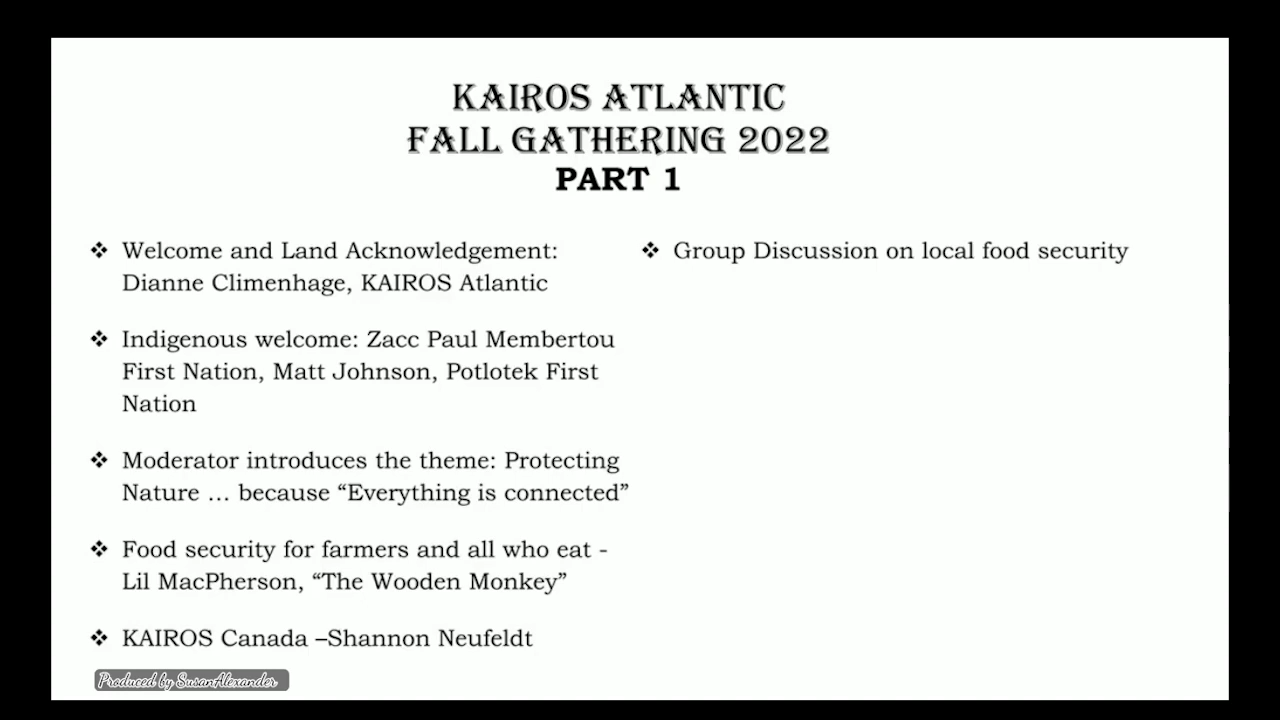 KAIROS ATLANTIC
FALL GATHERING 2022
PART 1
❖ Welcome and Land Acknowledgement:
Dianne Climenhage, KAIROS Atlantic
❖ Indigenous welcome: Zacc Paul Membertou
First Nation, Matt Johnson, Potlotek First
Nation
❖ Moderator introduces the theme: Protecting
Nature … because “Everything is connected”
❖ Food security for farmers and all who eat -
Lil MacPherson, “The Wooden Monkey”
❖ KAIROS Canada –Shannon Neufeldt
❖ Group Discussion on local food security
Produced by SusanAlexander